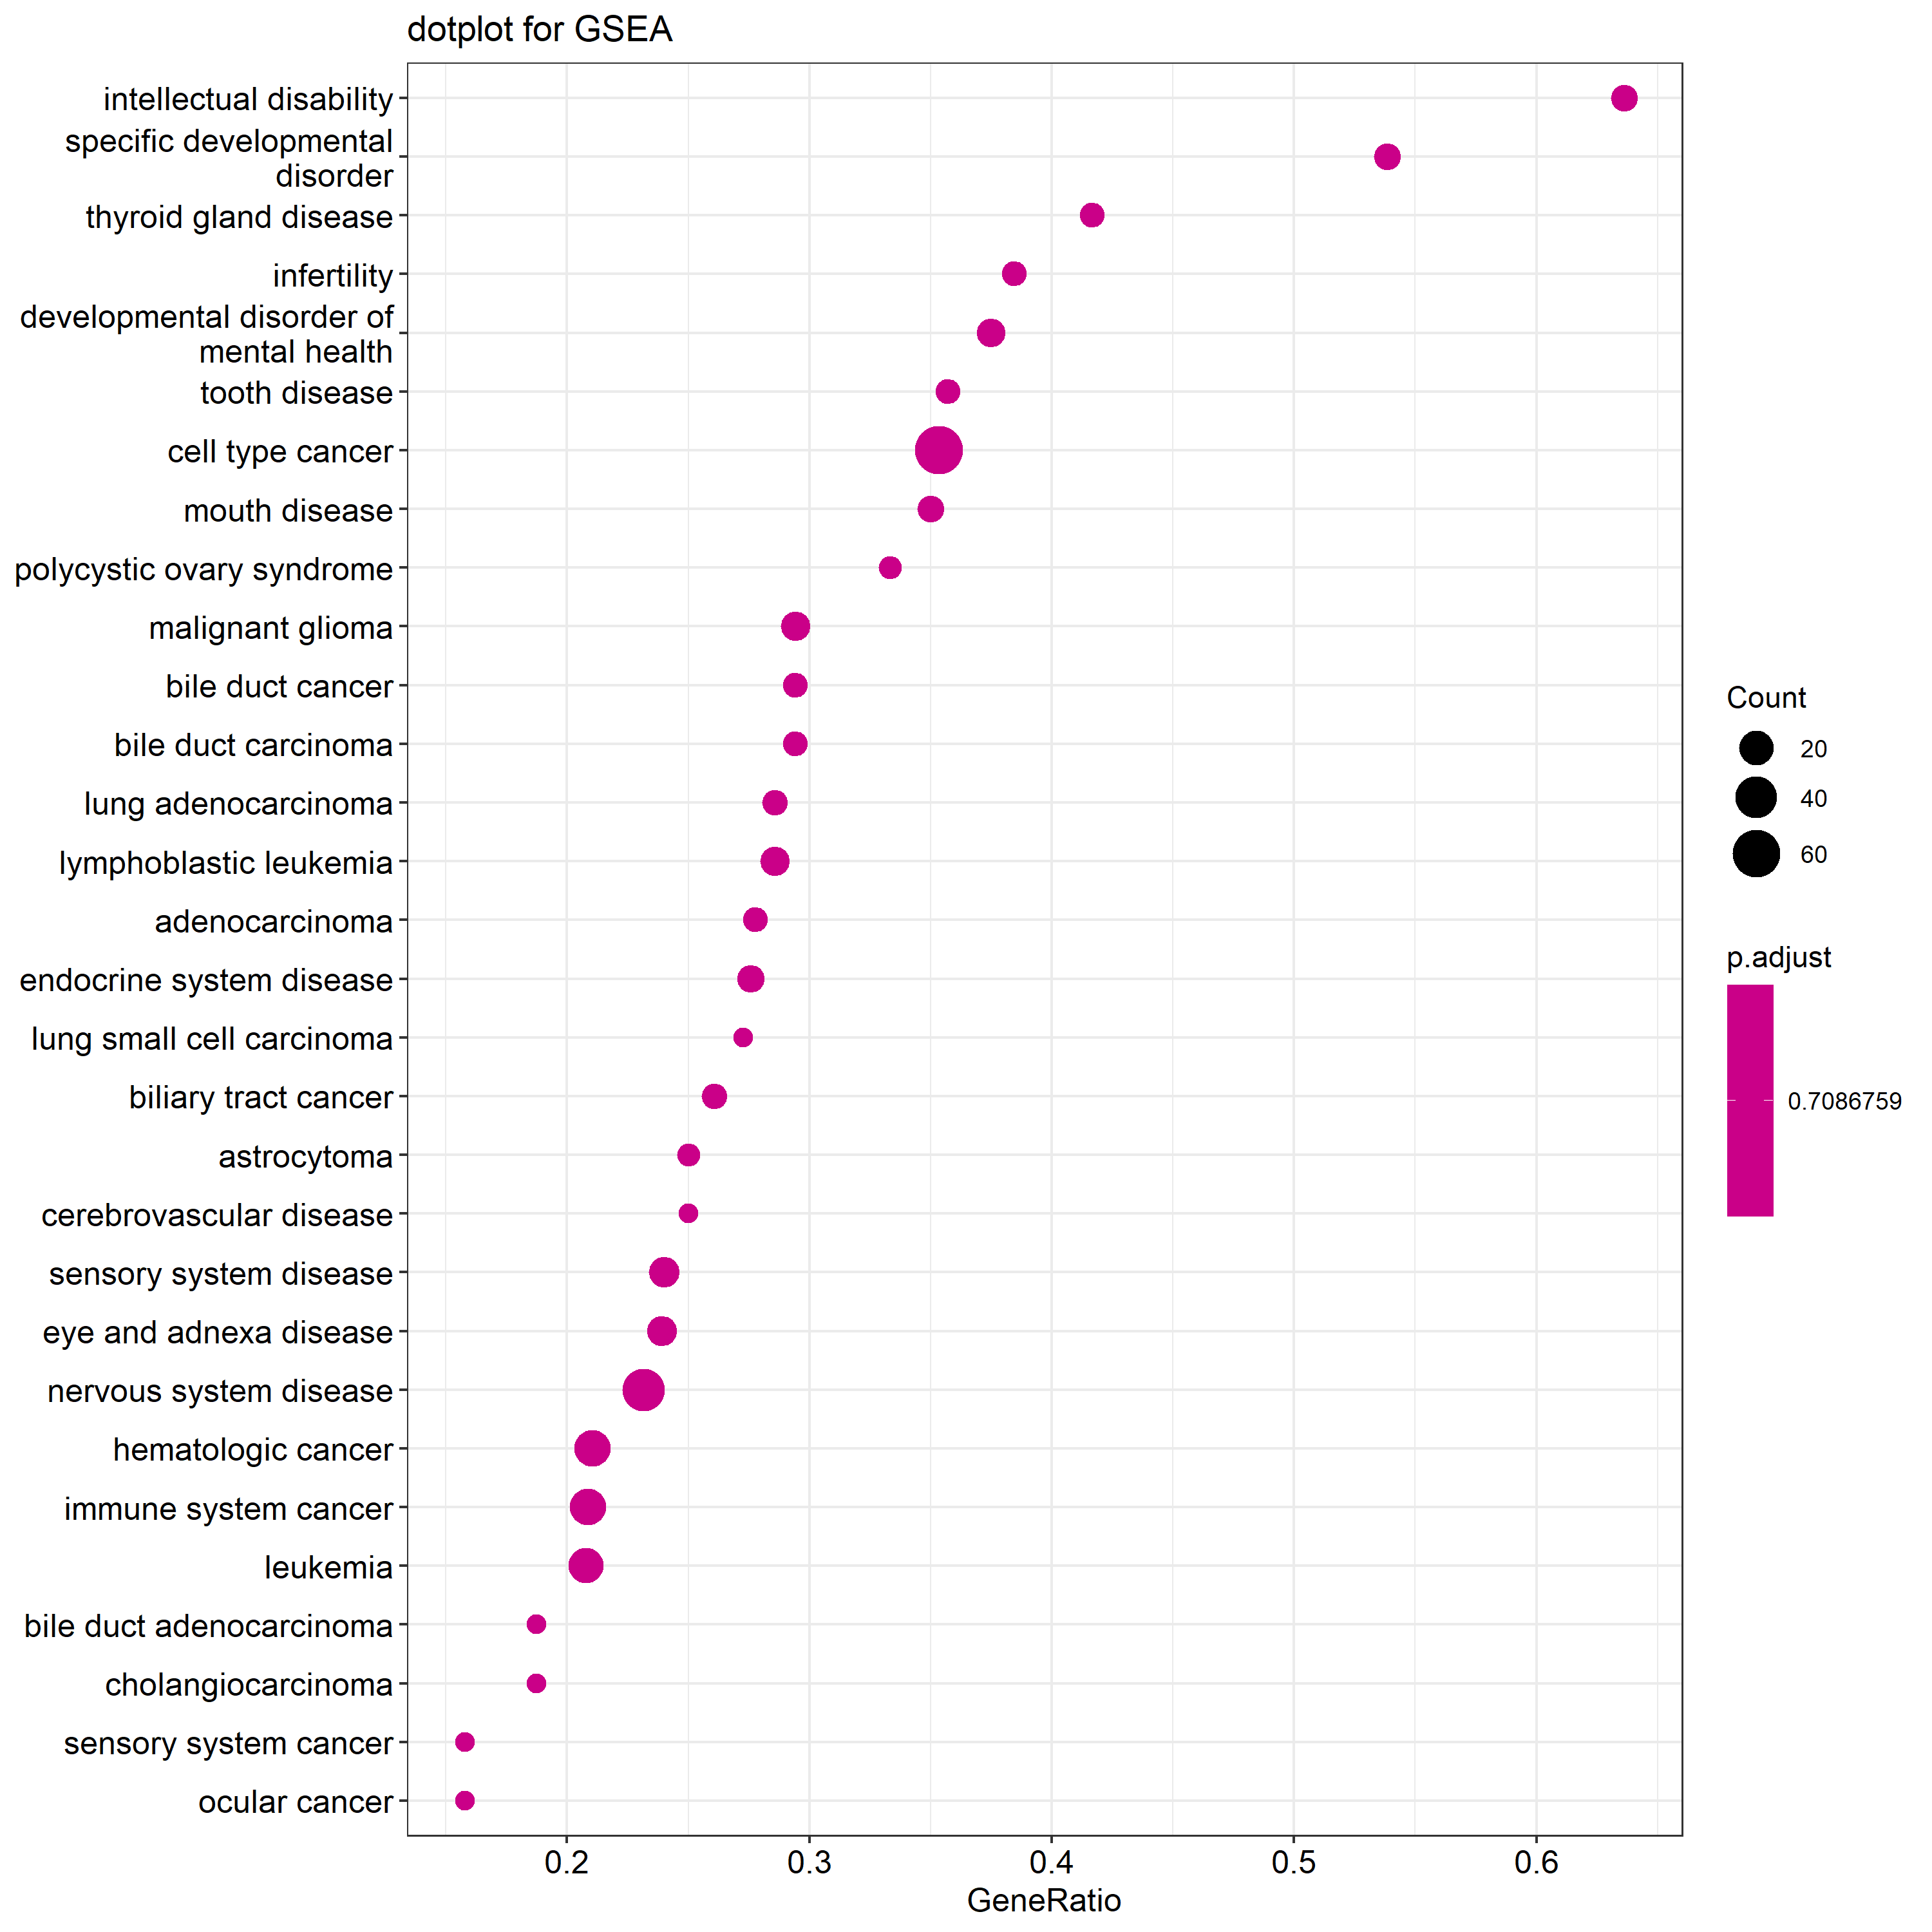 dotplot for GSEA
intellectual disability
specific developmental
disorder
thyroid gland disease
infertility
developmental disorder of
mental health
tooth disease
cell type cancer
mouth disease
polycystic ovary syndrome
malignant glioma
bile duct cancer
bile duct carcinoma
lung adenocarcinoma
lymphoblastic leukemia
adenocarcinoma
endocrine system disease
lung small cell carcinoma
biliary tract cancer
astrocytoma
cerebrovascular disease
sensory system disease
eye and adnexa disease
nervous system disease
hematologic cancer
immune system cancer
leukemia
bile duct adenocarcinoma
cholangiocarcinoma
sensory system cancer
ocular cancer
0.2 0.3 0.4 0.5 0.6
GeneRatio
Count
20
40
60
p.adjust
0.7086759